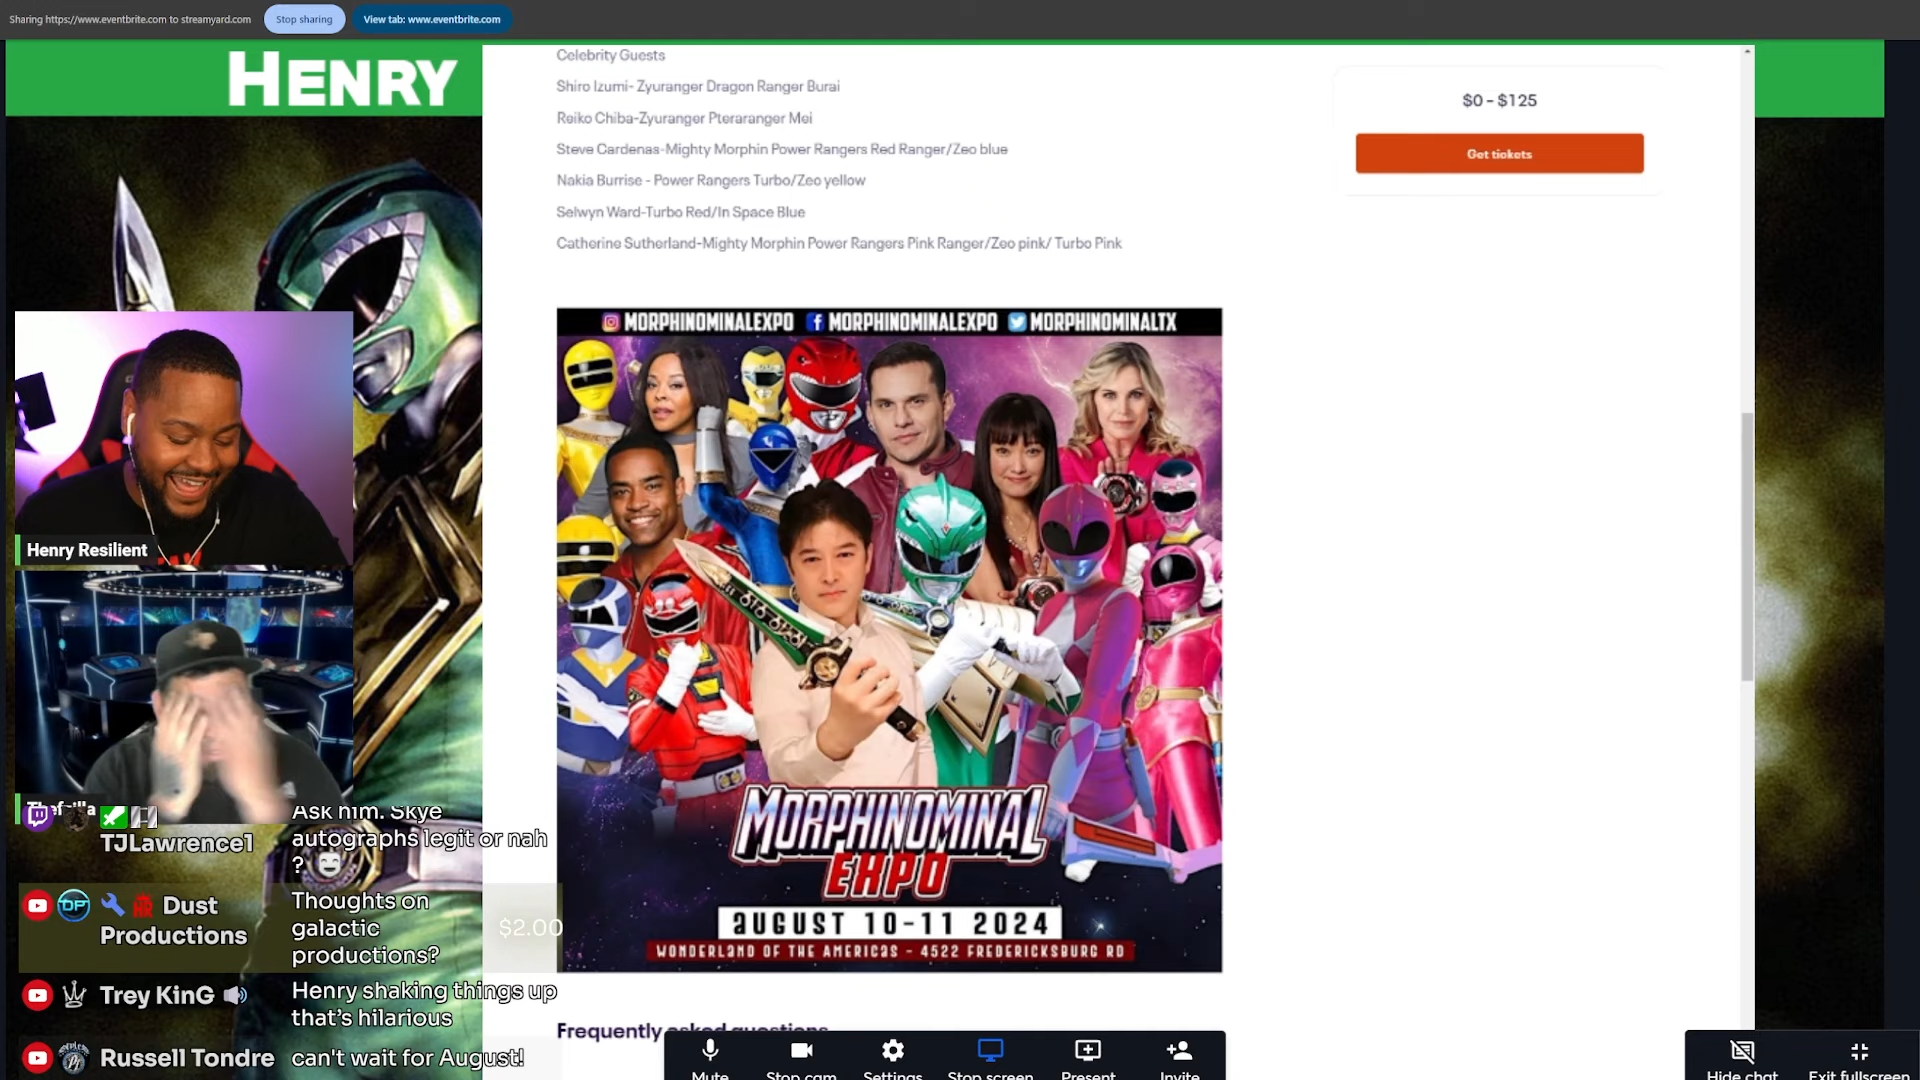 Sharing https://www.eventbrite.com to streamyard.com
Stop sharing
View tab: www.eventbrite.com
HENRY
Celebrity Guests
Shiro Izumi- Zyuranger Dragon Ranger Burai
Reiko Chiba-Zyuranger Pteraranger Mei
Steve Cardenas-Mighty Morphin Power Rangers Red Ranger/Zeo blue
Nakia Burrise - Power Rangers Turbo/Zeo yellow
Selwyn Ward-Turbo Red/In Space Blue
Catherine Sutherland-Mighty Morphin Power Rangers Pink Ranger/Zeo pink/ Turbo Pink
$0 - $125
Get tickets
MORPHINOMINALEXPO MORPHINOMINALEXPO MORPHINOMINALTX
MORPHINOMINAL
EXPO
AUGUST 10-11 2024
WONDERLAND OF THE AMERICAS - 4522 FREDERICKSBURG RD
Frequently asked questions
Henry Resilient
TJLawrence1
Ask him. Skye
autographs legit or nah
?
Dust
Productions
Thoughts on
galactic
productions?
$2.00
Trey KinG
Henry shaking things up
that's hilarious
Russell Tondre
can't wait for August!
Mute
Stop cam
Settings
Stop screen
Present
Invite
Hide chat
Exit fullscreen